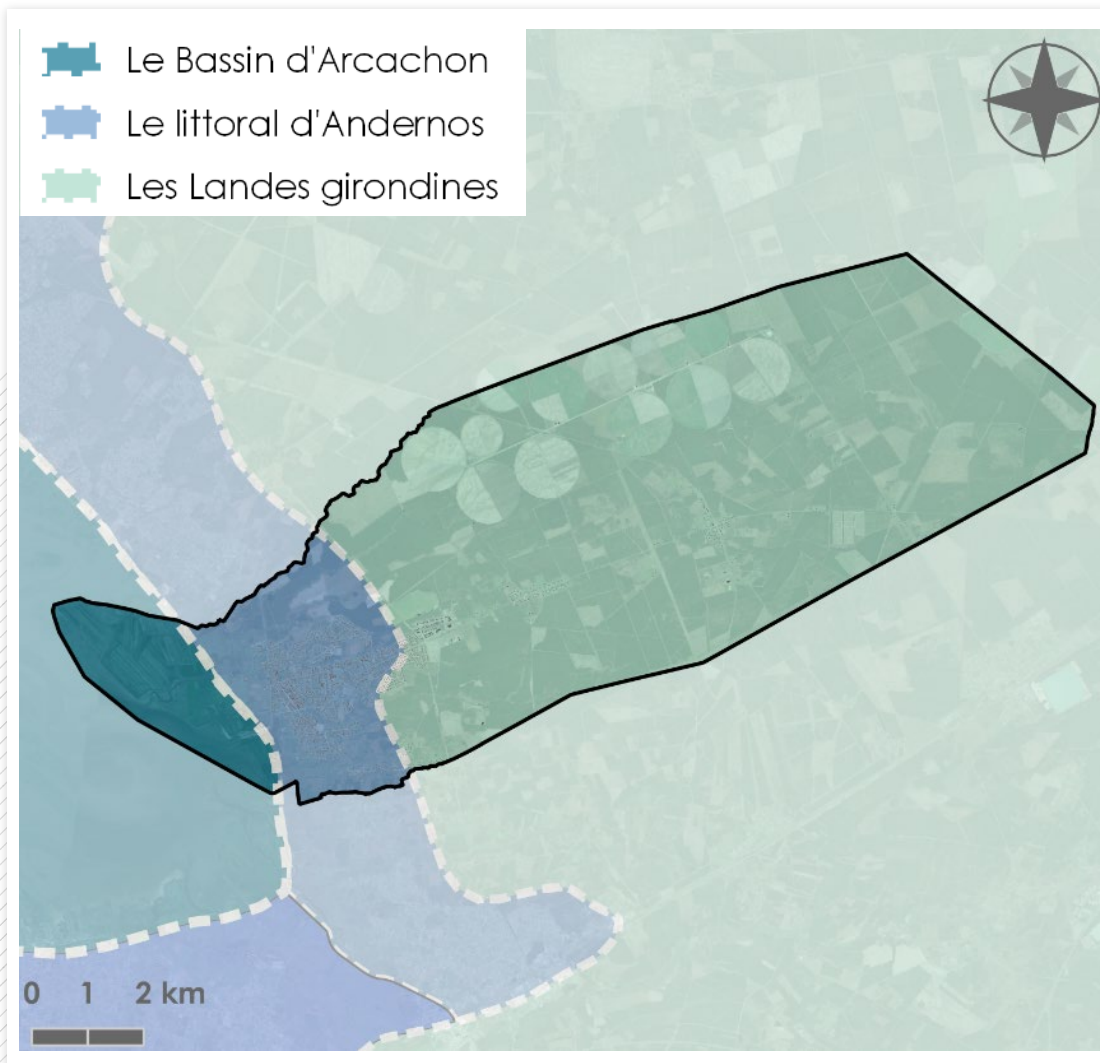 Le Bassin d'Arcachon
Le littoral d'Andernos
Les Landes girondines
0 1 2 km